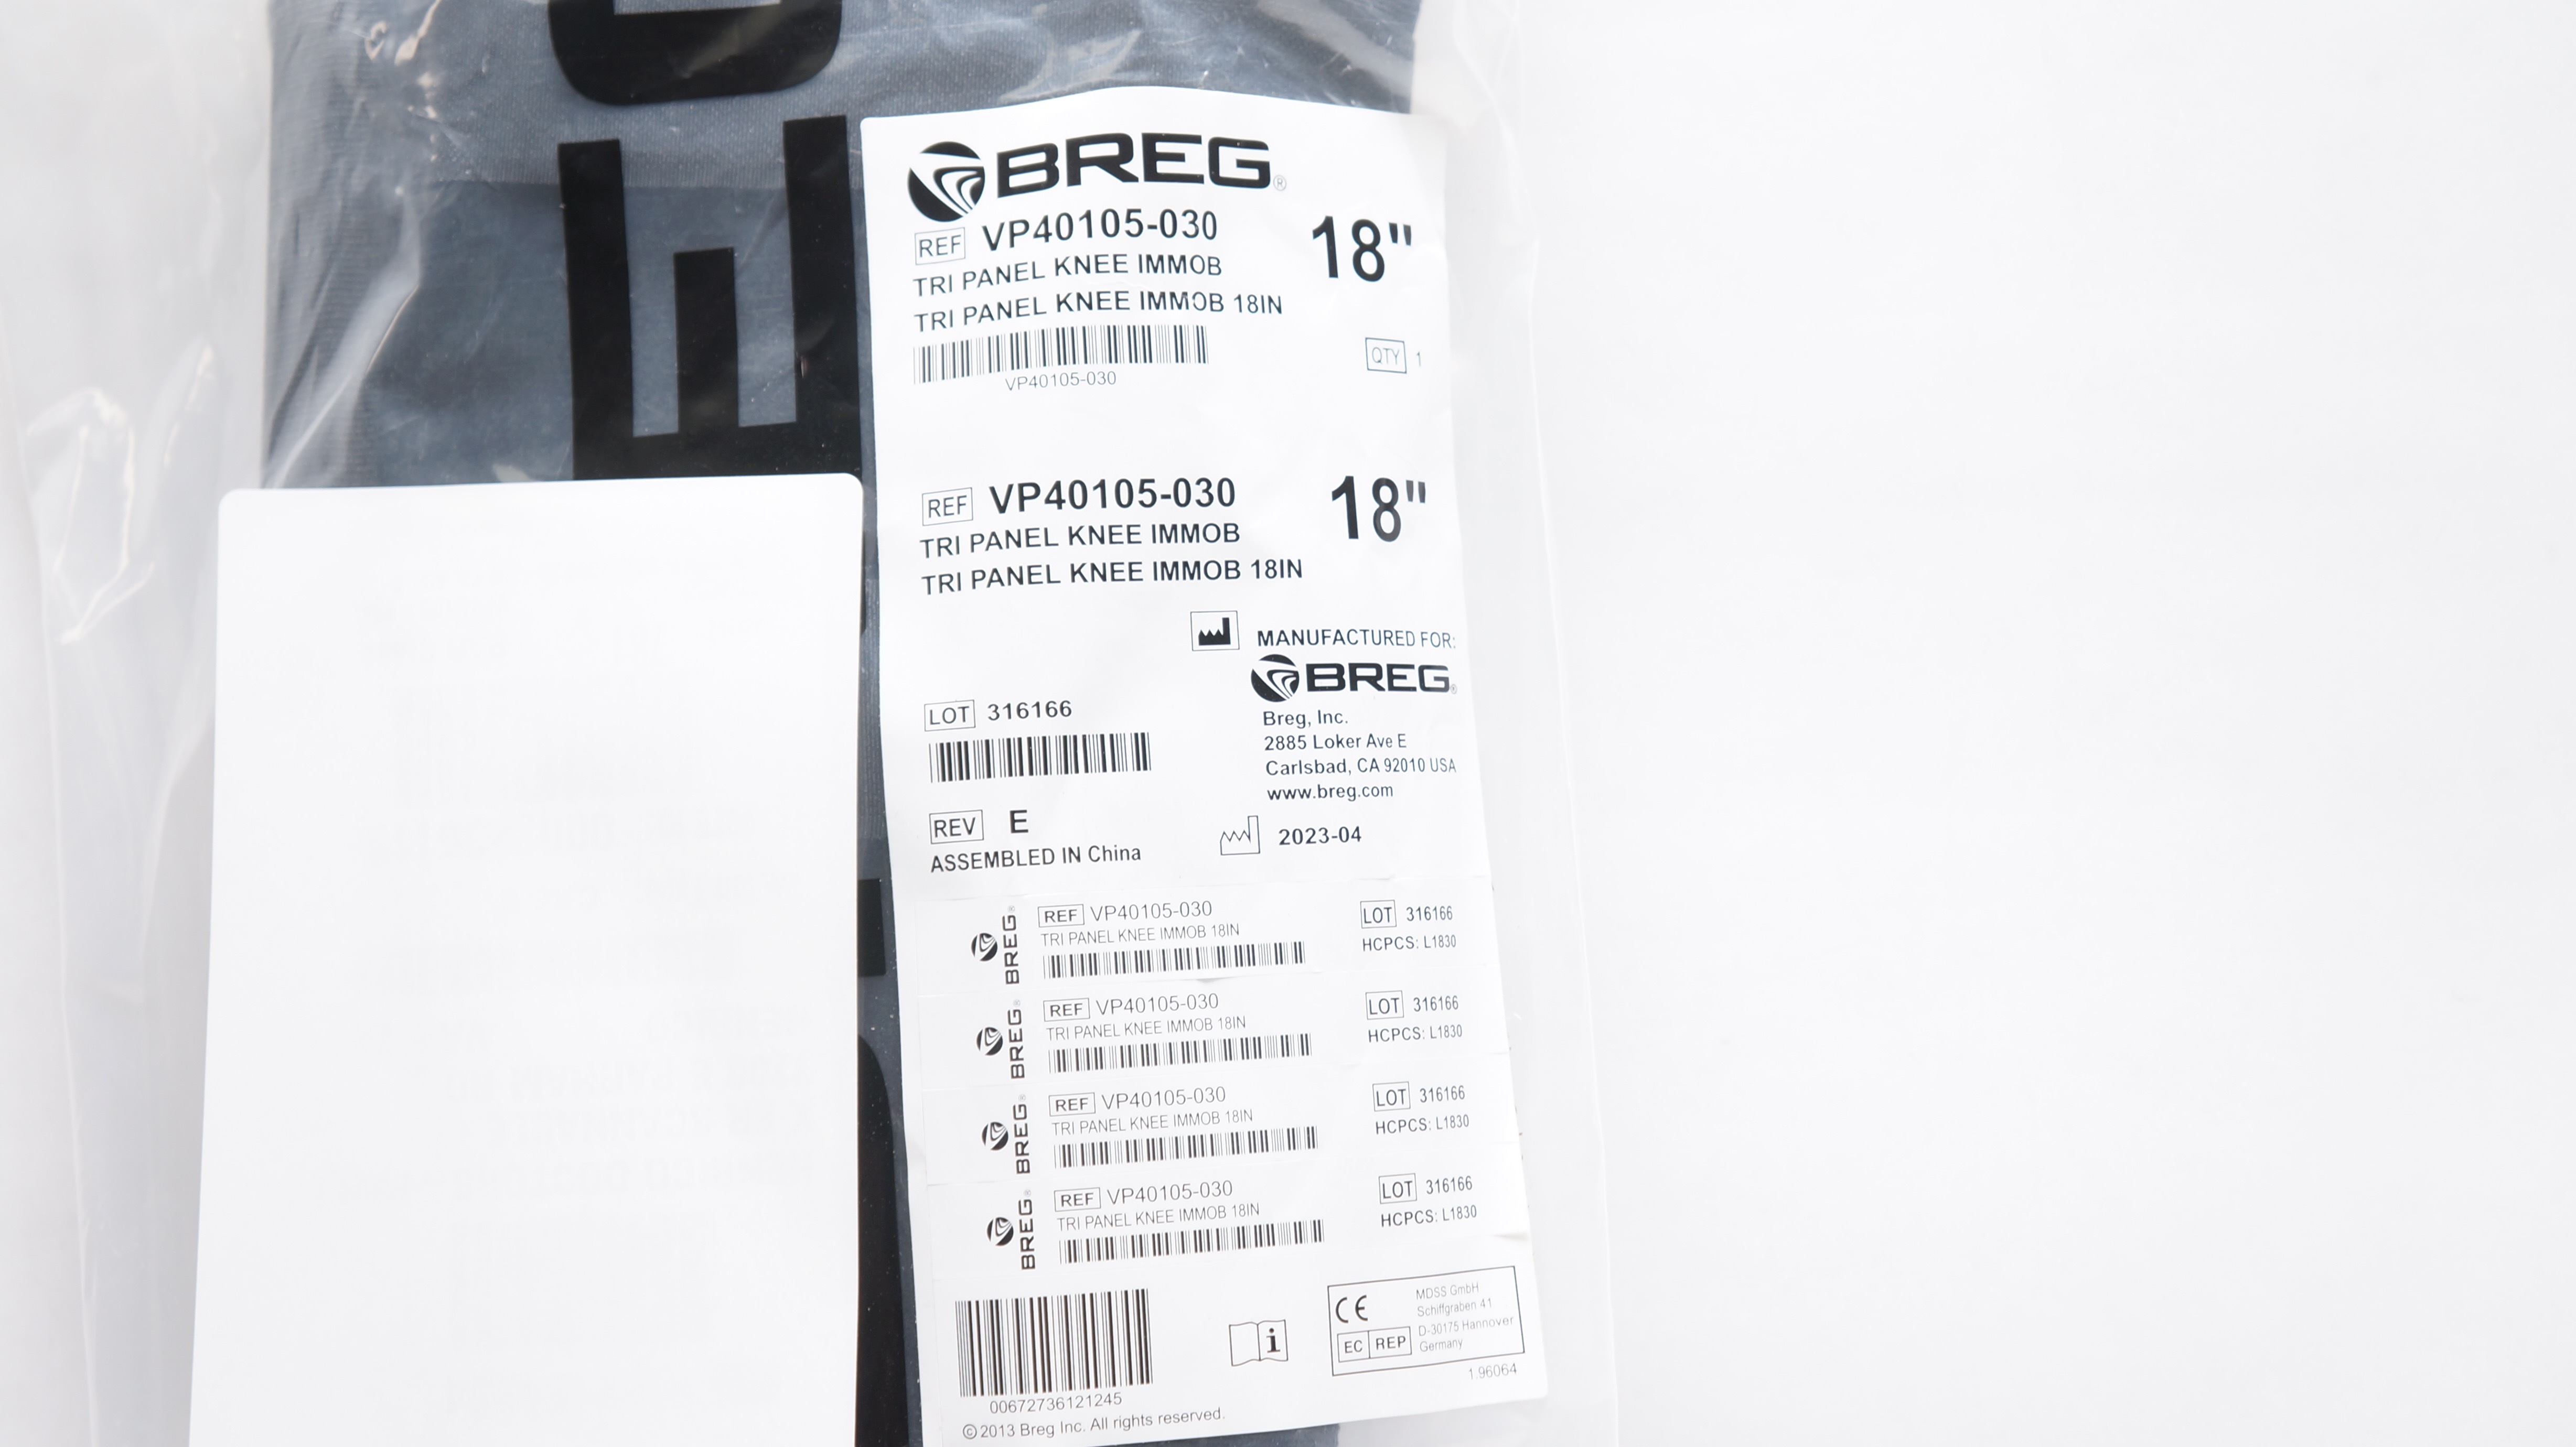 BREG®
REF VP40105-030 18"
TRI PANEL KNEE IMMOB
TRI PANEL KNEE IMMOB 18IN
VP40105-030
QTY 1
REF VP40105-030 18"
TRI PANEL KNEE IMMOB
TRI PANEL KNEE IMMOB 18IN
MANUFACTURED FOR:
BREG®
Breg, Inc.
2885 Loker Ave E
Carlsbad, CA 92010 USA
www.breg.com
LOT 316166
REV E
2023-04
ASSEMBLED IN China
BREG®
REF VP40105-030
TRI PANEL KNEE IMMOB 18IN
LOT 316166
HCPCS: L1830
BREG®
REF VP40105-030
TRI PANEL KNEE IMMOB 18IN
LOT 316166
HCPCS: L1830
BREG®
REF VP40105-030
TRI PANEL KNEE IMMOB 18IN
LOT 316166
HCPCS: L1830
BREG®
REF VP40105-030
TRI PANEL KNEE IMMOB 18IN
LOT 316166
HCPCS: L1830
00672736121245
©2013 Breg Inc. All rights reserved.
i
CE
EC REP
MDSS GmbH
Schiffgraben 41
D-30175 Hannover
Germany
1.96064